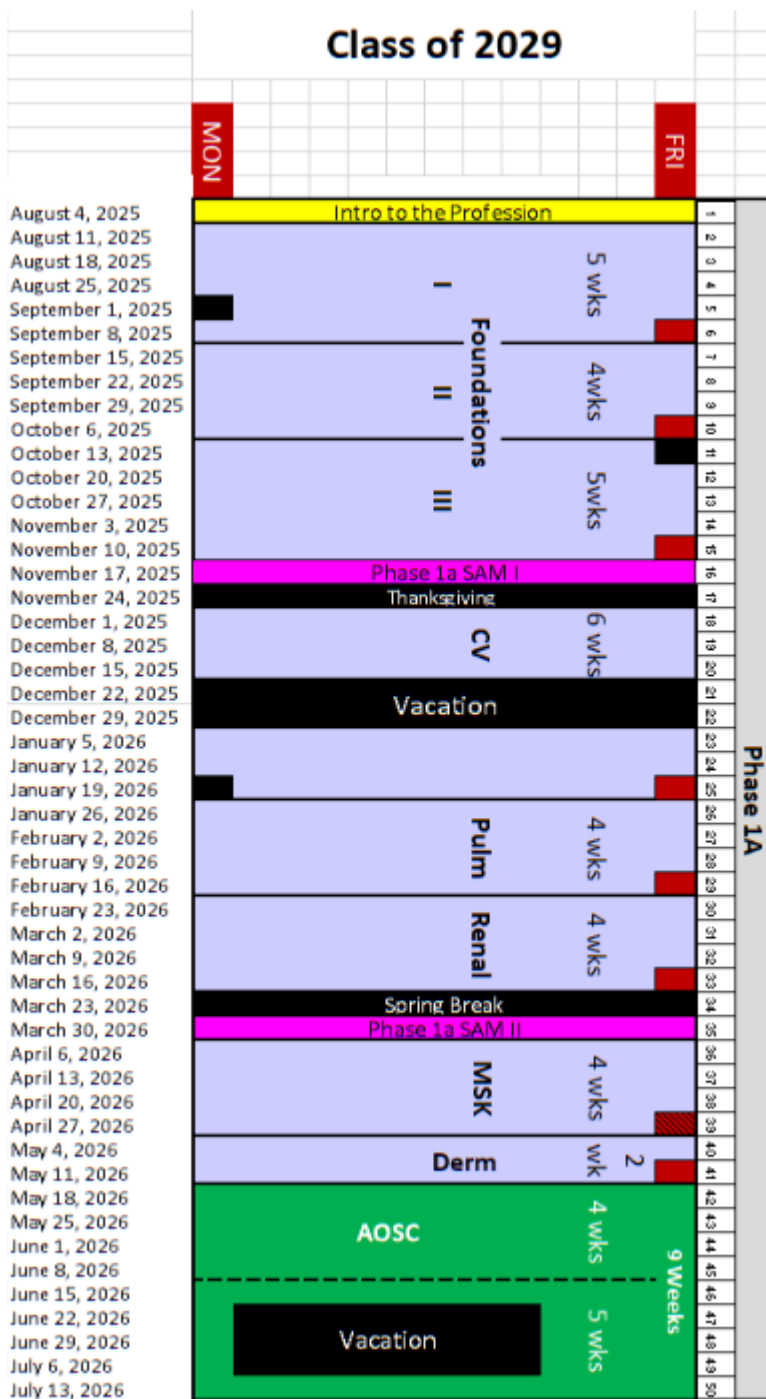 Class of 2029
MON
FRI
August 4, 2025 Intro to the Profession 1
August 11, 2025 2
August 18, 2025 3
August 25, 2025 I 5 wks 4
September 1, 2025 5
September 8, 2025 6
Foundations
September 15, 2025 7
September 22, 2025 4wks 8
September 29, 2025 II 9
October 6, 2025 10
October 13, 2025 11
October 20, 2025 5wks 12
October 27, 2025 III 13
November 3, 2025 14
November 10, 2025 15
November 17, 2025 Phase 1a SAM I 16
November 24, 2025 Thanksgiving 17
December 1, 2025 18
December 8, 2025 CV 6 wks 19
December 15, 2025 20
December 22, 2025 Vacation 21
December 29, 2025 22
January 5, 2026 23
January 12, 2026 24
January 19, 2026 25
Phase 1A
January 26, 2026 26
February 2, 2026 Pulm 4 wks 27
February 9, 2026 28
February 16, 2026 29
February 23, 2026 30
March 2, 2026 Renal 4 wks 31
March 9, 2026 32
March 16, 2026 33
March 23, 2026 Spring Break 34
March 30, 2026 Phase 1a SAM II 35
April 6, 2026 36
April 13, 2026 MSK 4 wks 37
April 20, 2026 38
April 27, 2026 39
May 4, 2026 Derm 2 wk 40
May 11, 2026 41
May 18, 2026 42
May 25, 2026 AOSC 4 wks 43
June 1, 2026 44
June 8, 2026 45
9 Weeks
June 15, 2026 46
June 22, 2026 47
June 29, 2026 Vacation 5 wks 48
July 6, 2026 49
July 13, 2026 50